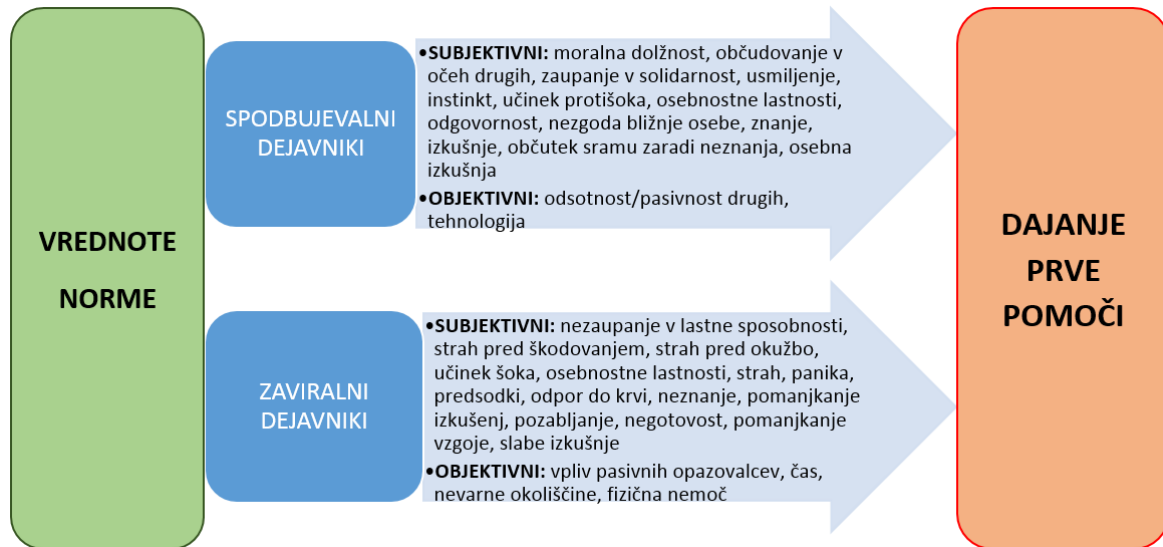 VREDNOTE
NORME
SPODBUJEVALNI
DEJAVNIKI
•SUBJEKTIVNI: moralna dolžnost, občudovanje v
očeh drugih, zaupanje v solidarnost, usmiljenje,
instinkt, učinek protišoka, osebnostne lastnosti,
odgovornost, nezgoda bližnje osebe, znanje,
izkušnje, občutek sramu zaradi neznanja, osebna
izkušnja
•OBJEKTIVNI: odsotnost/pasivnost drugih,
tehnologija
ZAVIRALNI
DEJAVNIKI
•SUBJEKTIVNI: nezaupanje v lastne sposobnosti,
strah pred škodovanjem, strah pred okužbo,
učinek šoka, osebnostne lastnosti, strah, panika,
predsodki, odpor do krvi, neznanje, pomanjkanje
izkušenj, pozabljanje, negotovost, pomanjkanje
vzgoje, slabe izkušnje
•OBJEKTIVNI: vpliv pasivnih opazovalcev, čas,
nevarne okoliščine, fizična nemoč
DAJANJE
PRVE
POMOČI